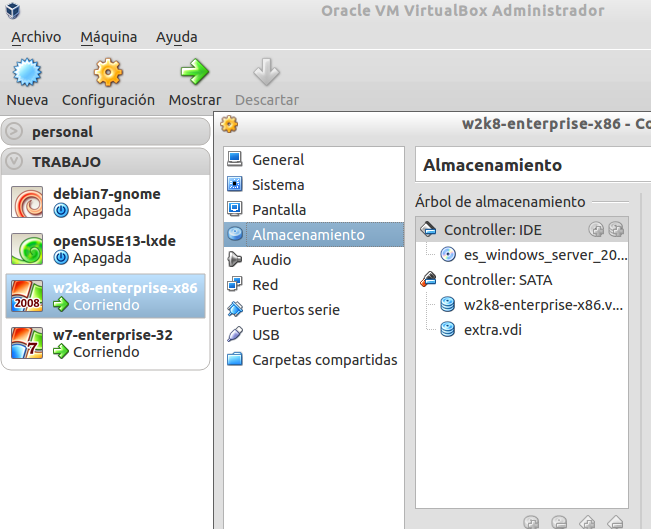 Oracle VM VirtualBox Administrador
Archivo Máquina Ayuda
Nueva Configuración Mostrar Descartar
personal
TRABAJO
debian7-gnome
Apagada
openSUSE13-lxde
Apagada
w2k8-enterprise-x86
2008
Corriendo
w7-enterprise-32
7
Corriendo
w2k8-enterprise-x86 - Co
General
Sistema
Pantalla
Almacenamiento
Audio
Red
Puertos serie
USB
Carpetas compartidas
Almacenamiento
Árbol de almacenamiento
Controller: IDE
es_windows_server_20...
Controller: SATA
w2k8-enterprise-x86.v...
extra.vdi